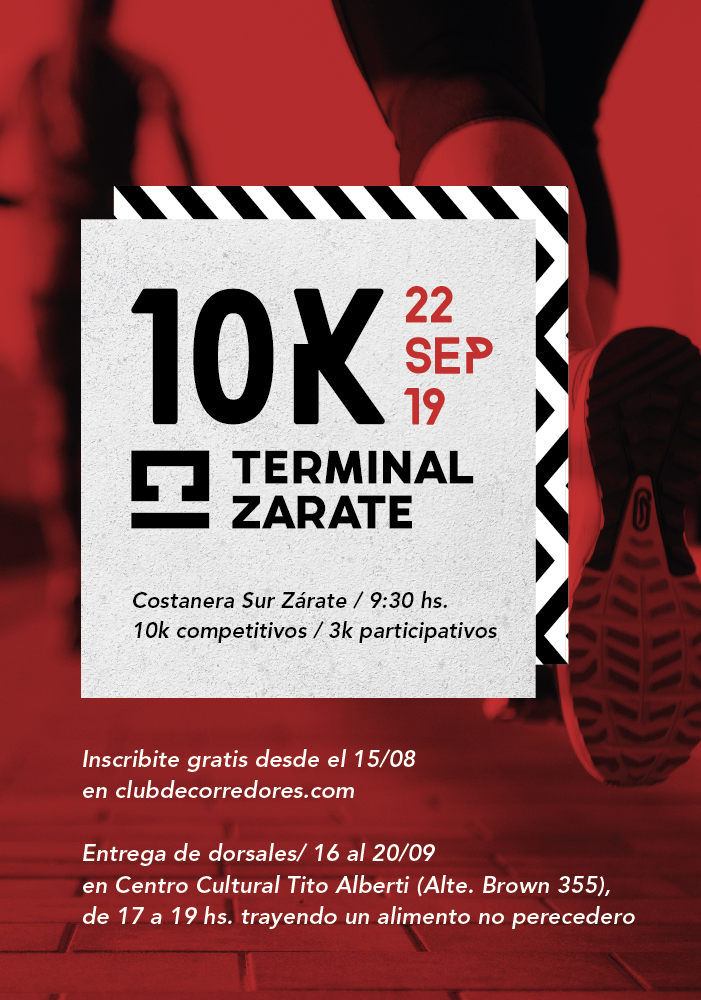 10K
22
SEP
19
TERMINAL
ZARATE
Costanera Sur Zárate / 9:30 hs.
10k competitivos / 3k participativos
Inscribite gratis desde el 15/08
en clubdecorredores.com
Entrega de dorsales/ 16 al 20/09
en Centro Cultural Tito Alberti (Alte. Brown 355),
de 17 a 19 hs. trayendo un alimento no perecedero